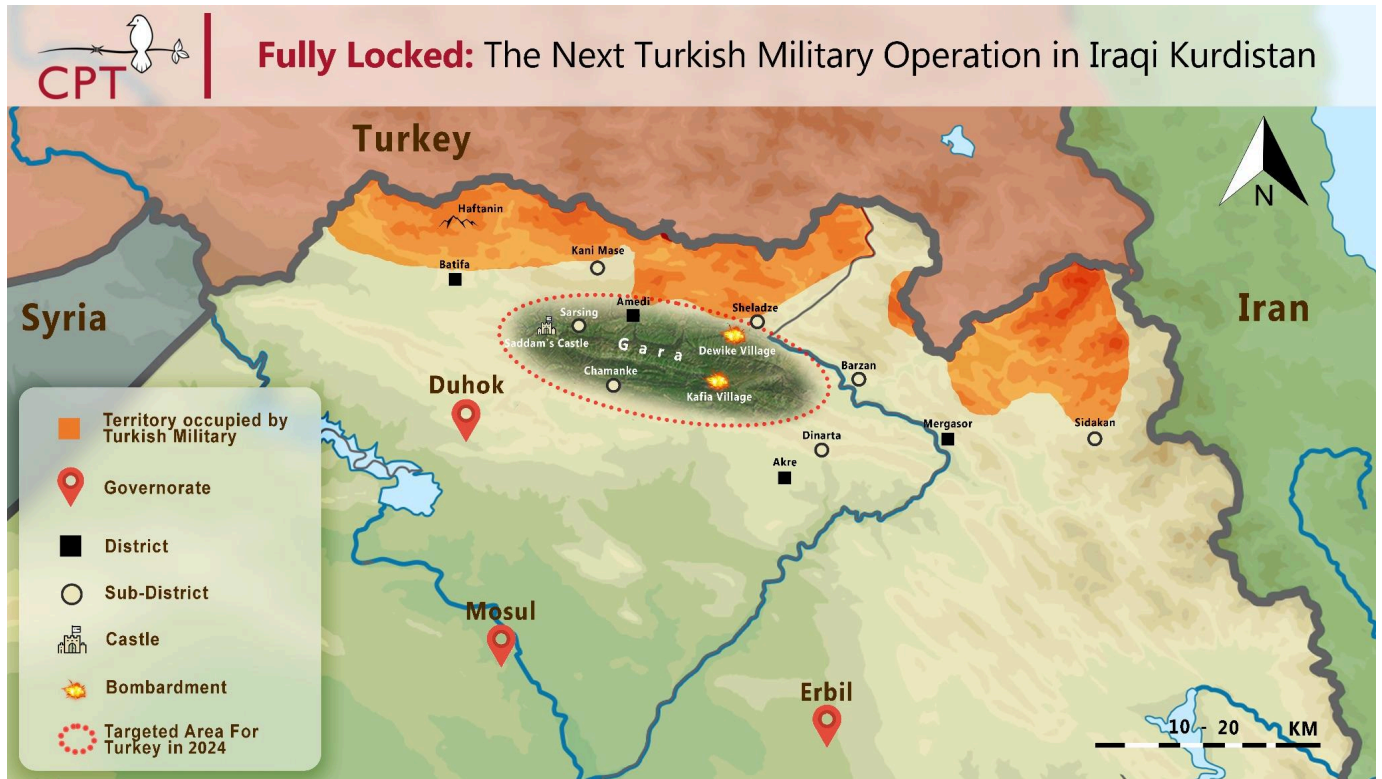 CPT
Fully Locked: The Next Turkish Military Operation in Iraqi Kurdistan
Turkey
N
Haftanin
Kani Mase
Batifa
Syria
Iran
Amedi
Sarsing
Sheladze
Saddam's Castle
Gara
Dewike Village
Chamanke
Barzan
Kafia Village
Duhok
Mergasor
Sidakan
Dinarta
Akre
Mosul
Erbil
Territory occupied by
Turkish Military
Governorate
District
Sub-District
Castle
Bombardment
Targeted Area For
Turkey in 2024
10 - 20 KM